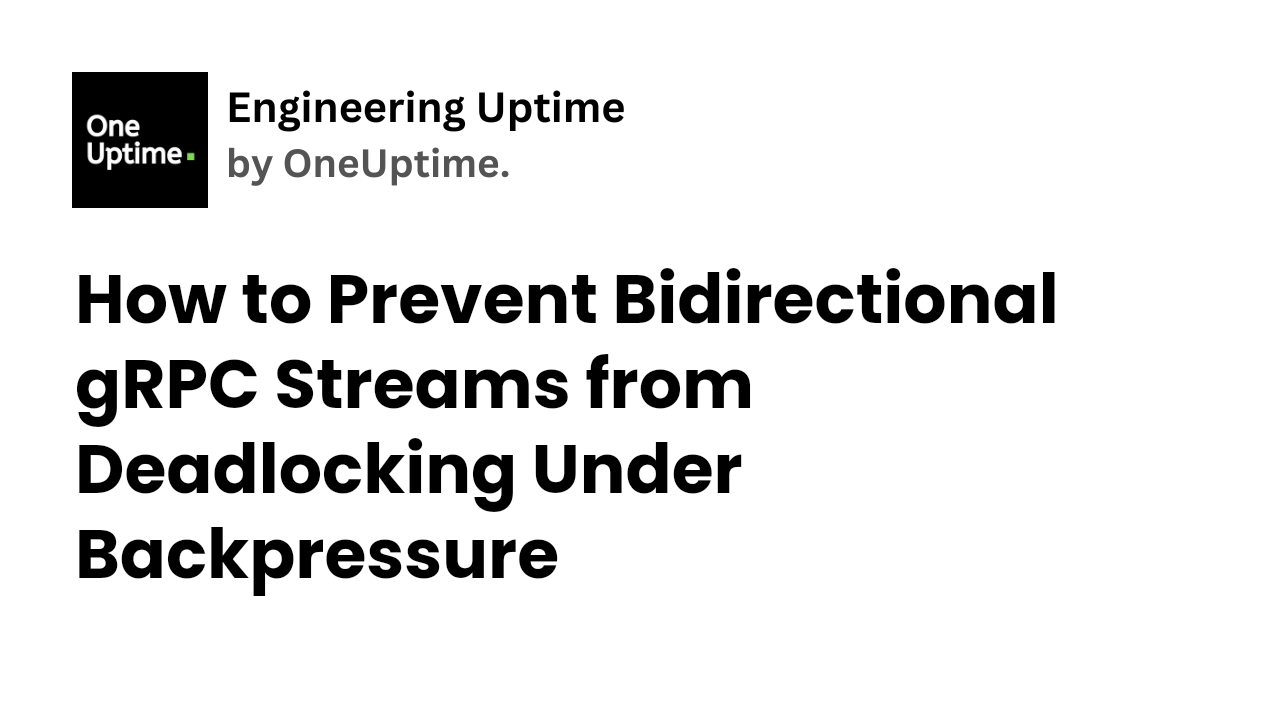 One
Uptime
Engineering Uptime
by OneUptime.
How to Prevent Bidirectional
gRPC Streams from
Deadlocking Under
Backpressure